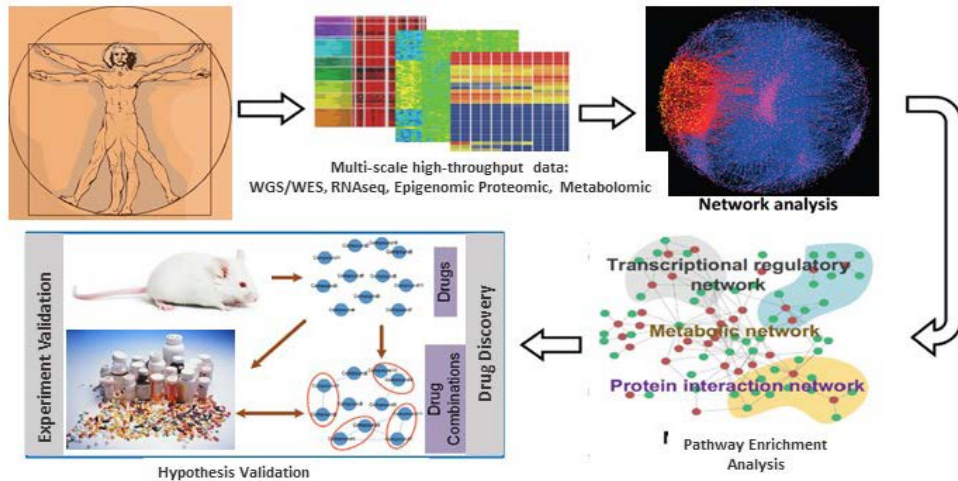 Multi-scale high-throughput data:
WGS/WES, RNAseq, Epigenomic Proteomic, Metabolomic
Network analysis
Transcriptional regulatory
network
Metabolic network
Protein interaction network
Pathway Enrichment
Analysis
Experiment Validation
Drugs
Drug
Combinations
Drug Discovery
Hypothesis Validation